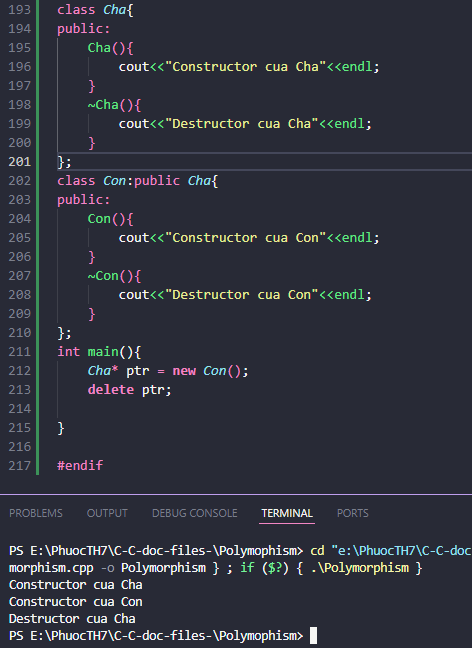 193 class Cha{
194 public:
195     Cha(){
196         cout<<"Constructor cua Cha"<<endl;
197     }
198     ~Cha(){
199         cout<<"Destructor cua Cha"<<endl;
200     }
201 };
202 class Con:public Cha{
203 public:
204     Con(){
205         cout<<"Constructor cua Con"<<endl;
206     }
207     ~Con(){
208         cout<<"Destructor cua Con"<<endl;
209     }
210 };
211 int main(){
212     Cha* ptr = new Con();
213     delete ptr;
214
215 }
216
217 #endif
PROBLEMS OUTPUT DEBUG CONSOLE TERMINAL PORTS
PS E:\PhuocTH7\C-C-doc-files-\Polymophism> cd "e:\PhuocTH7\C-C-doc
morphism.cpp -o Polymorphism } ; if ($?) { .\Polymorphism }
Constructor cua Cha
Constructor cua Con
Destructor cua Cha
PS E:\PhuocTH7\C-C-doc-files-\Polymophism>